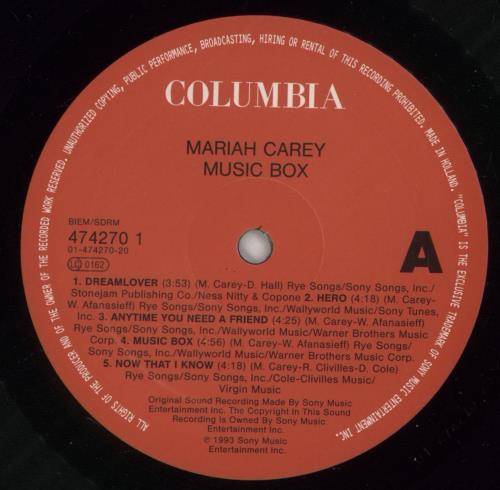 ALL RIGHTS OF THE PRODUCER AND OF THE OWNER OF THE RECORDED WORK RESERVED. UNAUTHORIZED COPYING, PUBLIC PERFORMANCE, BROADCASTING, HIRING OR RENTAL OF THIS RECORDING PROHIBITED. MADE IN HOLLAND. "COLUMBIA" IS THE EXCLUSIVE TRADEMARK OF SONY MUSIC ENTERTAINMENT INC.
COLUMBIA
MARIAH CAREY
MUSIC BOX
BIEM/SDRM
474270 1
01-474270-20
LC 0162
A
1. DREAMLOVER (3:53) (M. Carey-D. Hall) Rye Songs/Sony Songs, Inc./
Stonejam Publishing Co./Ness Nitty & Copone 2. HERO (4:18) (M. Carey-
W. Afanasieff) Rye Songs/Sony Songs, Inc./Wallyworld Music/Sony Tunes,
Inc. 3. ANYTIME YOU NEED A FRIEND (4:25) (M. Carey-W. Afanasieff)
Rye Songs/Sony Songs, Inc./Wallyworld Music/Warner Brothers Music
Corp. 4. MUSIC BOX (4:56) (M. Carey-W. Afanasieff) Rye Songs/
Sony Songs, Inc./Wallyworld Music/Warner Brothers Music Corp.
5. NOW THAT I KNOW (4:18) (M. Carey-R. Clivilles-D. Cole)
Rye Songs/Sony Songs, Inc./Cole-Clivilles Music/
Virgin Music
Original Sound Recording Made By Sony Music
Entertainment Inc. The Copyright In This Sound
Recording is Owned By Sony Music
Entertainment Inc.
℗ 1993 Sony Music
Entertainment Inc.